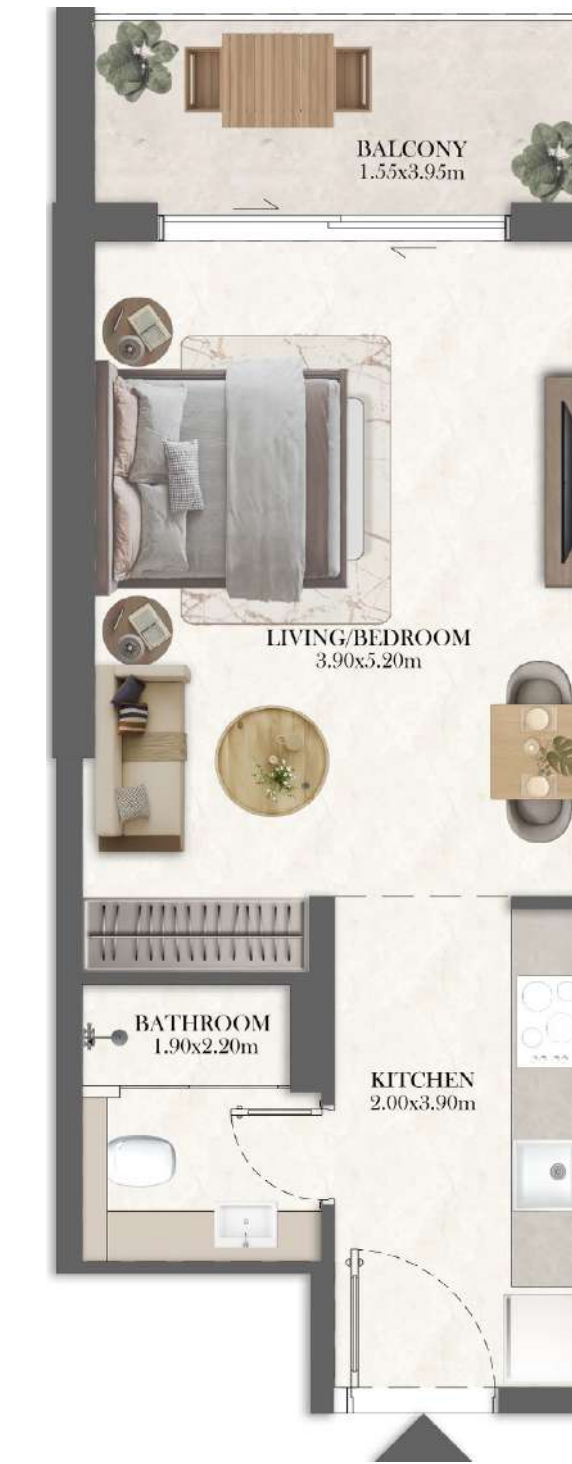 BALCONY
1.55x3.95m
LIVING/BEDROOM
3.90x5.20m
BATHROOM
1.90x2.20m
KITCHEN
2.00x3.90m